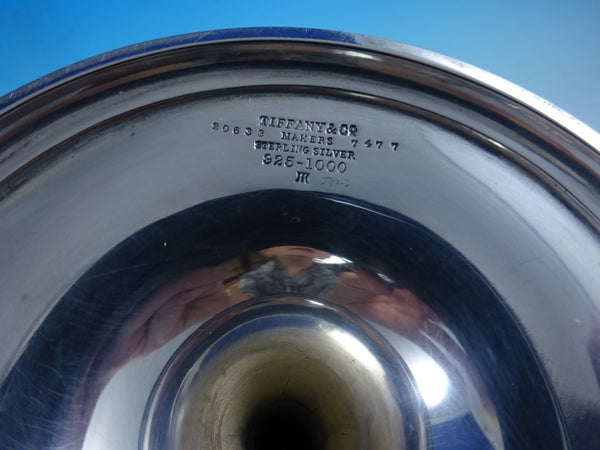 TIFFANY & CO
20633 MAKERS 7477
STERLING SILVER
925-1000
M